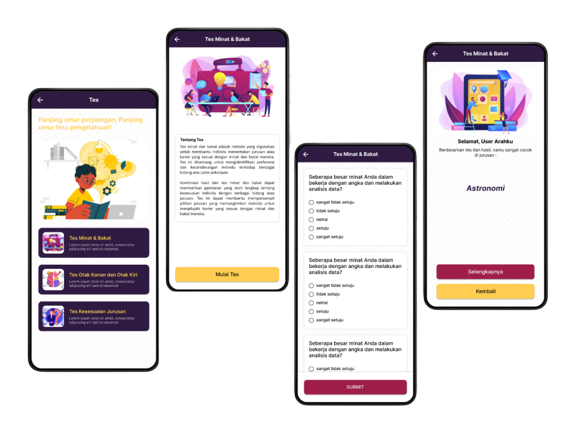 Tes
Panjang umur perjuangan, Panjang
umur ilmu pengetahuan!
Tes Minat & Bakat
Lorem ipsum dolor sit amet, consectetur
adipiscing elit sed do eiusmod
Tes Otak Kanan dan Otak Kiri
Lorem ipsum dolor sit amet, consectetur
adipiscing elit sed do eiusmod
Tes Kesesuaian Jurusan
Lorem ipsum dolor sit amet, consectetur
adipiscing elit sed do eiusmod
Tes Minat & Bakat
Tentang Tes
Tes minat dan bakat adalah metode yang digunakan
untuk membantu individu menentukan jurusan atau
karier yang sesuai dengan minat dan bakat mereka.
Tes ini dirancang untuk mengidentifikasi preferensi
dan kecenderungan individu terhadap berbagai
bidang atau jenis pekerjaan.
Kombinasi hasil dari tes minat dan bakat dapat
memberikan gambaran yang lebih lengkap tentang
kesesuaian individu dengan berbagai bidang atau
jurusan. Tes ini dapat membantu mempersempit
pilihan jurusan yang memungkinkan individu untuk
menjelajahi karier yang sesuai dengan minat dan
bakat mereka.
Mulai Tes
Tes Minat & Bakat
Seberapa besar minat Anda dalam
bekerja dengan angka dan melakukan
analisis data?
sangat tidak setuju
tidak setuju
netral
setuju
sangat setuju
Seberapa besar minat Anda dalam
bekerja dengan angka dan melakukan
analisis data?
sangat tidak setuju
tidak setuju
netral
setuju
sangat setuju
Seberapa besar minat Anda dalam
bekerja dengan angka dan melakukan
analisis data?
sangat tidak setuju
SUBMIT
Tes Minat & Bakat
Selamat, User Arahku
Berdasarkan tes dan hasil, kamu sangat cocok
di jurusan :
Astronomi
Selengkapnya
Kembali